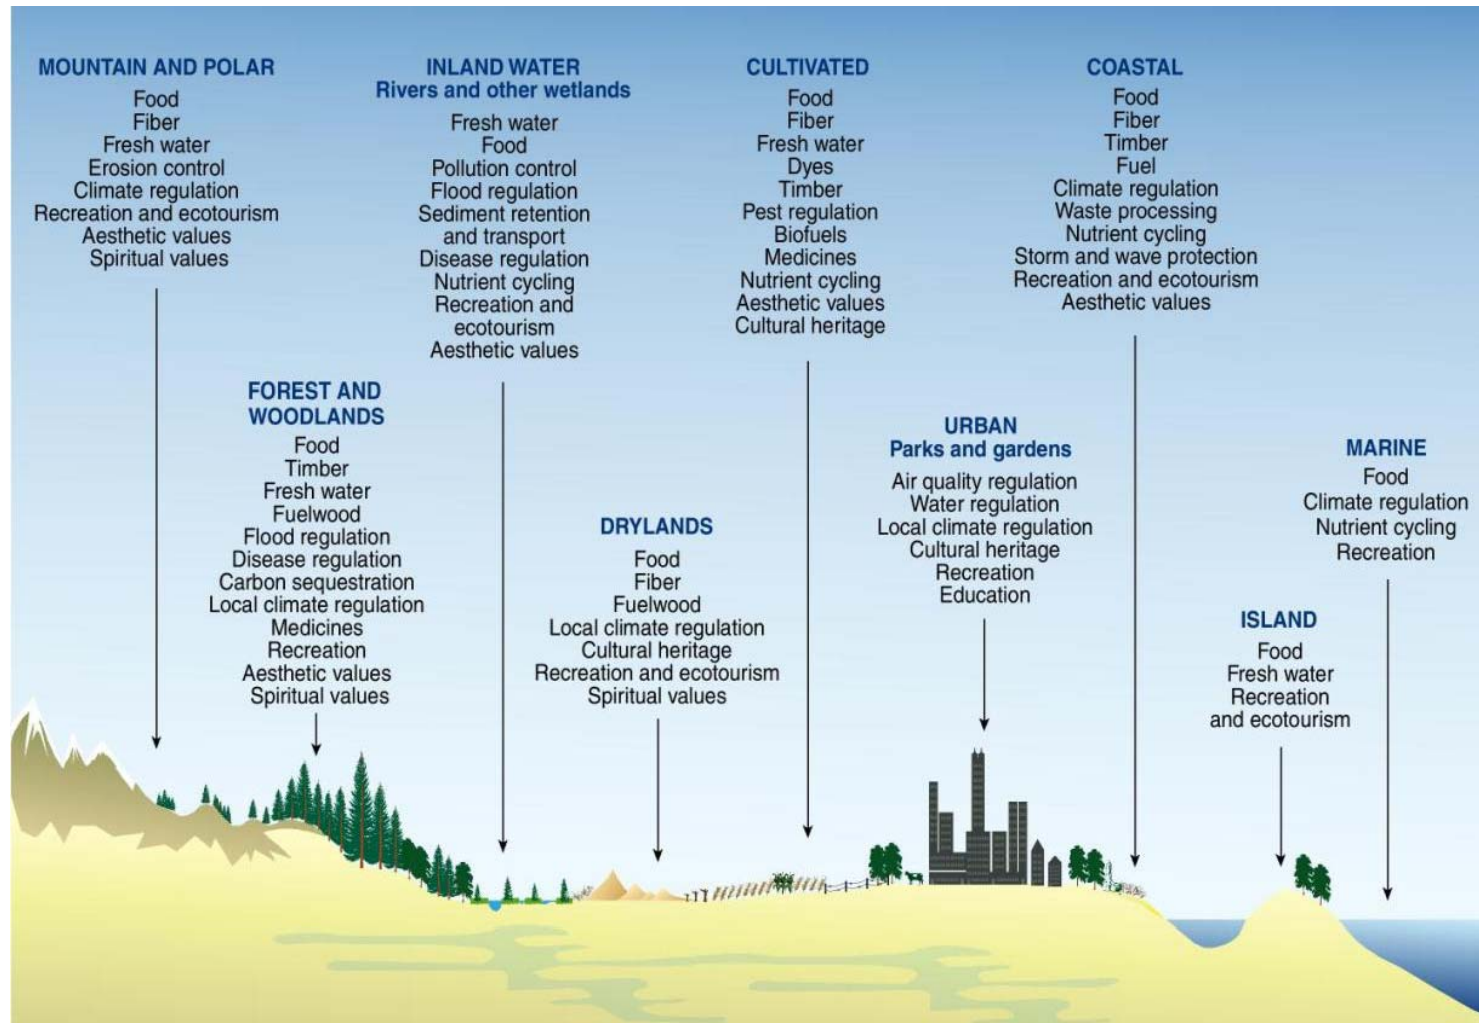 MOUNTAIN AND POLAR
Food
Fiber
Fresh water
Erosion control
Climate regulation
Recreation and ecotourism
Aesthetic values
Spiritual values
FOREST AND
WOODLANDS
Food
Timber
Fresh water
Fuelwood
Flood regulation
Disease regulation
Carbon sequestration
Local climate regulation
Medicines
Recreation
Aesthetic values
Spiritual values
INLAND WATER
Rivers and other wetlands
Fresh water
Food
Pollution control
Flood regulation
Sediment retention
and transport
Disease regulation
Nutrient cycling
Recreation and
ecotourism
Aesthetic values
DRYLANDS
Food
Fiber
Fuelwood
Local climate regulation
Cultural heritage
Recreation and ecotourism
Spiritual values
CULTIVATED
Food
Fiber
Fresh water
Dyes
Timber
Pest regulation
Biofuels
Medicines
Nutrient cycling
Aesthetic values
Cultural heritage
URBAN
Parks and gardens
Air quality regulation
Water regulation
Local climate regulation
Cultural heritage
Recreation
Education
COASTAL
Food
Fiber
Timber
Fuel
Climate regulation
Waste processing
Nutrient cycling
Storm and wave protection
Recreation and ecotourism
Aesthetic values
ISLAND
Food
Fresh water
Recreation
and ecotourism
MARINE
Food
Climate regulation
Nutrient cycling
Recreation